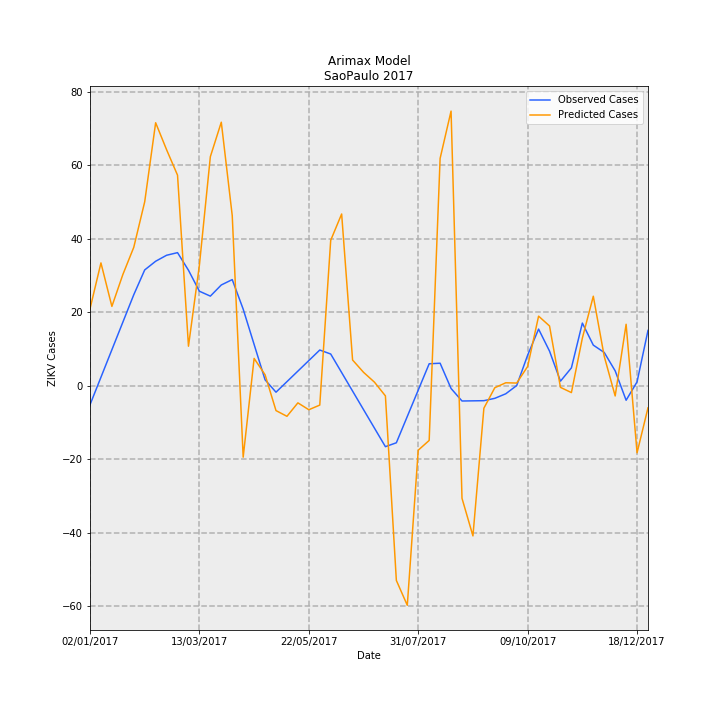 Arimax Model
SaoPaulo 2017
Observed Cases
Predicted Cases
ZIKV Cases
80
60
40
20
0
−20
−40
−60
02/01/2017
13/03/2017
22/05/2017
31/07/2017
09/10/2017
18/12/2017
Date